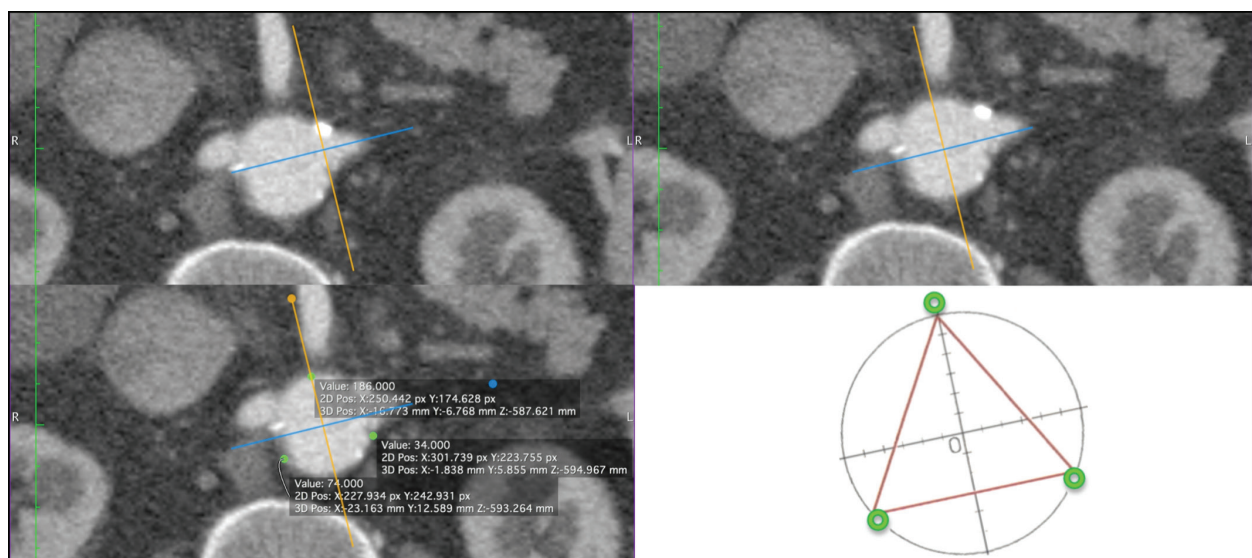 R
L
R
L
R
L
Value: 186.000
2D Pos: X:250.442 px Y:174.628 px
3D Pos: X:-16.773 mm Y:-6.768 mm Z:-587.621 mm
Value: 34.000
2D Pos: X:301.739 px Y:223.755 px
3D Pos: X:-1.838 mm Y:5.855 mm Z:-594.967 mm
Value: 74.000
2D Pos: X:227.934 px Y:242.931 px
3D Pos: X:-23.163 mm Y:12.589 mm Z:-593.264 mm
0